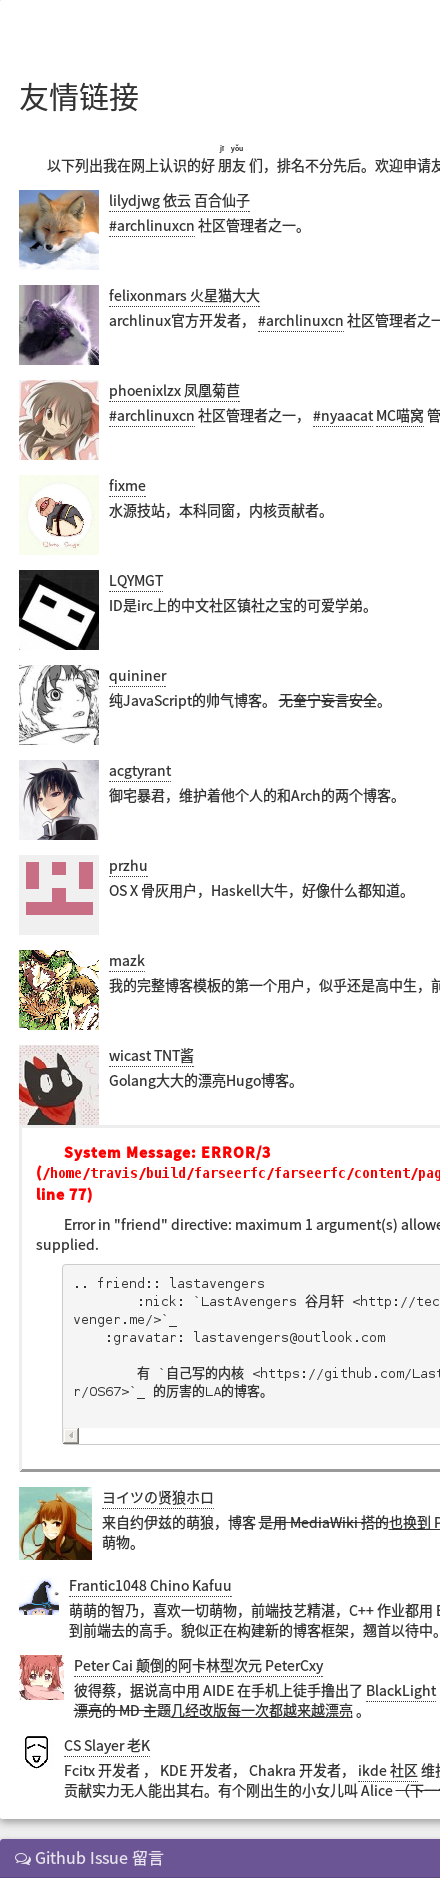 友情链接
jī yǒu
以下列出我在网上认识的好 朋友 们，排名不分先后。欢迎申请友
lilydjwg 依云 百合仙子
#archlinuxcn 社区管理者之一。
felixonmars 火星猫大大
archlinux官方开发者， #archlinuxcn 社区管理者之一
phoenixlzx 凤凰菊苣
#archlinuxcn 社区管理者之一， #nyaacat MC喵窝 管
fixme
水源技站，本科同窗，内核贡献者。
LQYMGT
ID是irc上的中文社区镇社之宝的可爱学弟。
quininer
纯JavaScript的帅气博客。 无奎宁妄言安全。
acgtyrant
御宅暴君，维护着他个人的和Arch的两个博客。
przhu
OS X 骨灰用户，Haskell大牛，好像什么都知道。
mazk
我的完整博客模板的第一个用户，似乎还是高中生，前
wicast TNT酱
Golang大大的漂亮Hugo博客。
System Message: ERROR/3
(/home/travis/build/farseerfc/farseerfc/content/pag
line 77)
Error in "friend" directive: maximum 1 argument(s) allowe
supplied.
.. friend:: lastavengers
:nick: `LastAvengers 谷月轩 <http://tec
venger.me/>`_
:gravatar: lastavengers@outlook.com
有 `自己写的内核 <https://github.com/Last
r/OS67>`_ 的厉害的LA的博客。
ヨイツの贤狼ホロ
来自约伊兹的萌狼，博客 是用 MediaWiki 搭的也换到 P
萌物。
Frantic1048 Chino Kafuu
萌萌的智乃，喜欢一切萌物，前端技艺精湛，C++ 作业都用 E
到前端去的高手。貌似正在构建新的博客框架，翘首以待中。
Peter Cai 颠倒的阿卡林型次元 PeterCxy
彼得蔡，据说高中用 AIDE 在手机上徒手撸出了 BlackLight
漂亮的 MD 主题几经改版每一次都越来越漂亮 。
CS Slayer 老K
Fcitx 开发者 ， KDE 开发者， Chakra 开发者， ikde 社区 维护
贡献实力无人能出其右。有个刚出生的小女儿叫 Alice （下一
Github Issue 留言